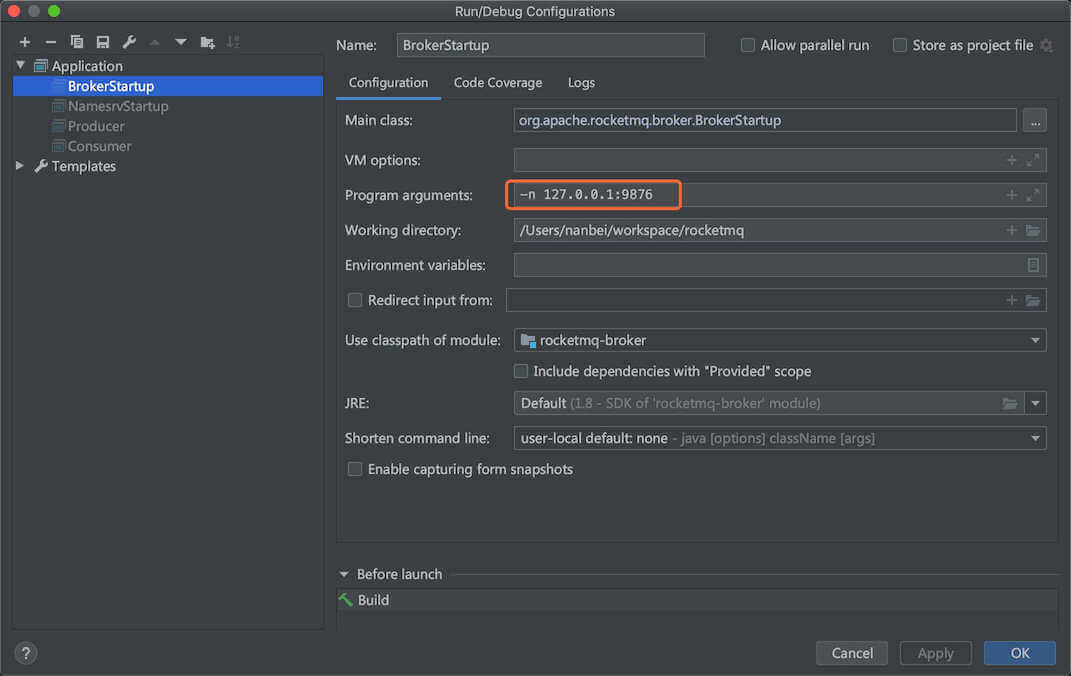 Run/Debug Configurations
Name: BrokerStartup Allow parallel run Store as project file
Application
BrokerStartup
NamesrvStartup
Producer
Consumer
Templates
Configuration Code Coverage Logs
Main class: org.apache.rocketmq.broker.BrokerStartup ...
VM options:
Program arguments: -n 127.0.0.1:9876
Working directory: /Users/nanbei/workspace/rocketmq
Environment variables:
Redirect input from:
Use classpath of module: rocketmq-broker
Include dependencies with "Provided" scope
JRE: Default (1.8 - SDK of 'rocketmq-broker' module)
Shorten command line: user-local default: none - java [options] className [args]
Enable capturing form snapshots
Before launch
Build
? Cancel Apply OK